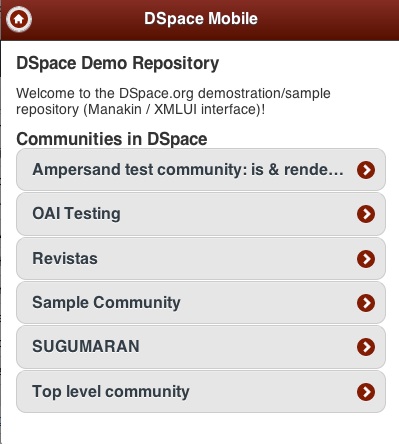 DSpace Mobile
DSpace Demo Repository
Welcome to the DSpace.org demostration/sample
repository (Manakin / XMLUI interface)!
Communities in DSpace
Ampersand test community: is & rende...
OAI Testing
Revistas
Sample Community
SUGUMARAN
Top level community